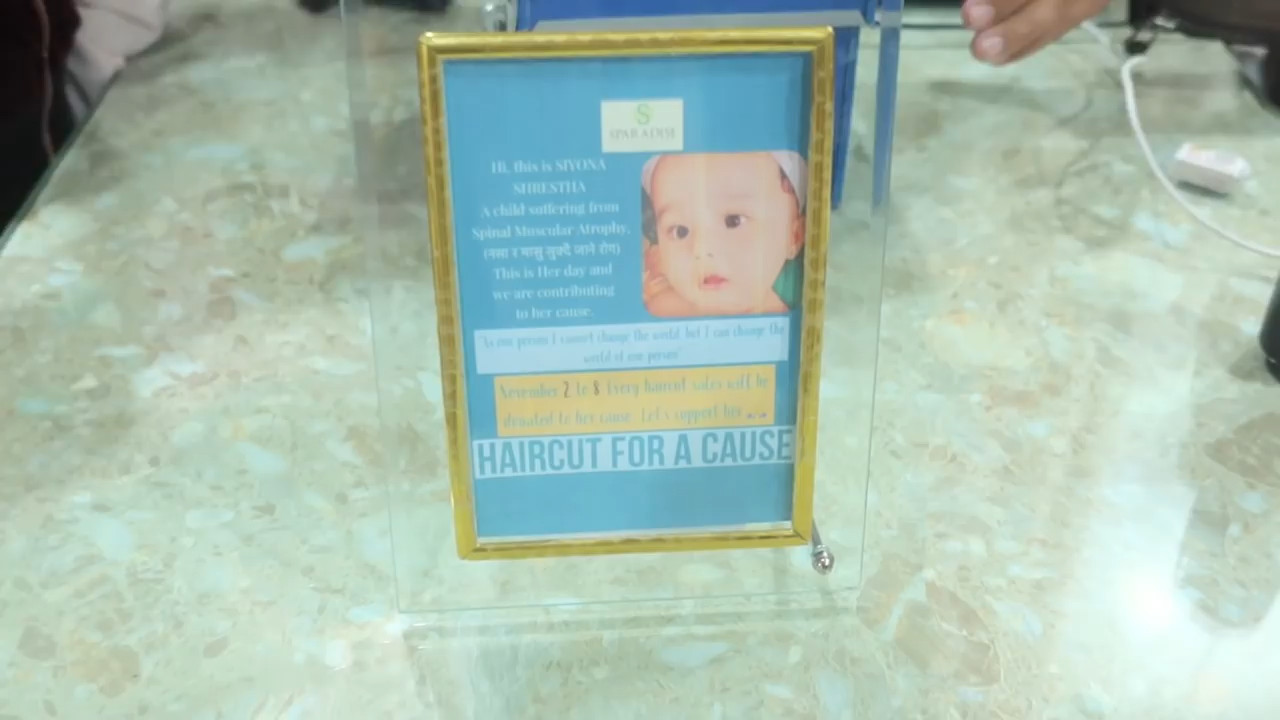 S
SPARADISE
Hi, this is SIYONA
SHRESTHA
A child suffering from
Spinal Muscular Atrophy.
(नसा र मासु सुक्दै जाने रोग)
This is Her day and
we are contributing
to her cause.
"As one person I cannot change the world, but I can change the
world of one person"
November 2 to 8 Every haircut sales will be
donated to her cause. Let's support her
HAIRCUT FOR A CAUSE